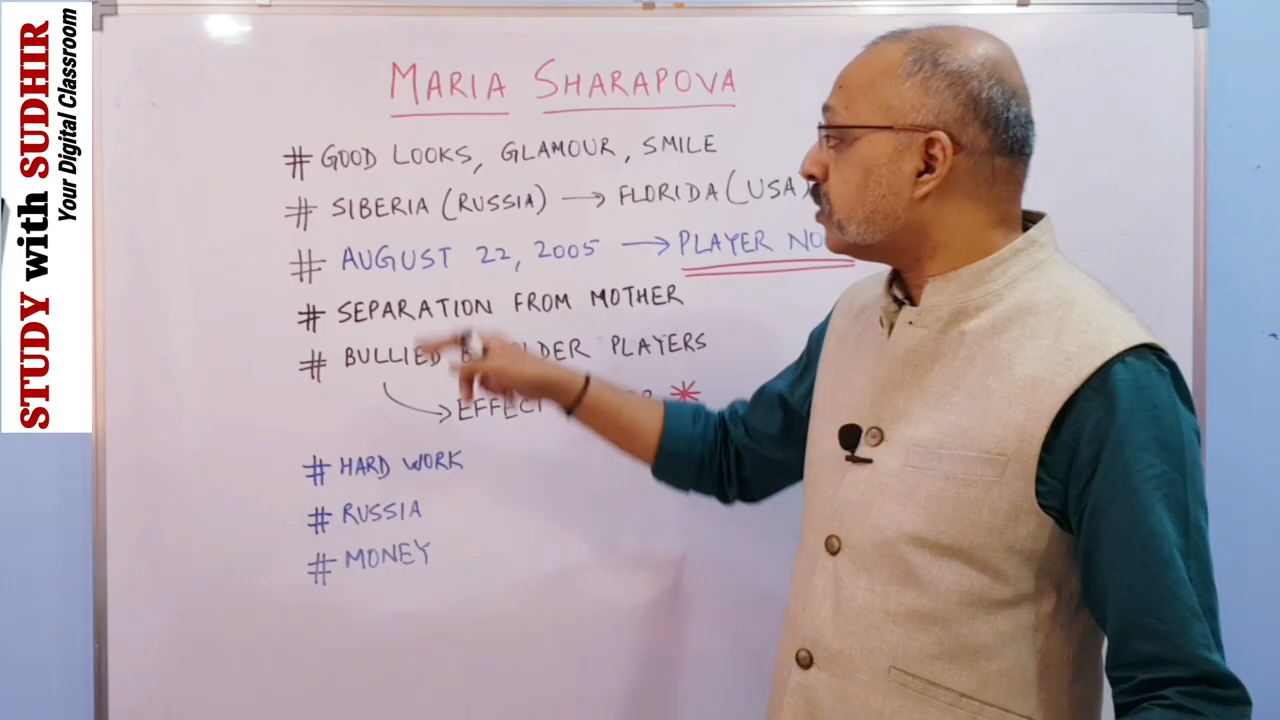 STUDY with SUDHIR
Your Digital Classroom
MARIA SHARAPOVA
# GOOD LOOKS, GLAMOUR, SMILE
# SIBERIA (RUSSIA) → FLORIDA (USA)
# AUGUST 22, 2005 → PLAYER NO
# SEPARATION FROM MOTHER
# BULLIED PLAYERS
→ EFFECT *
# HARD WORK
# RUSSIA
# MONEY